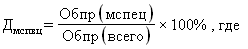 Дмспец = Обпр(мспец) / Обпр(всего) × 100% , где